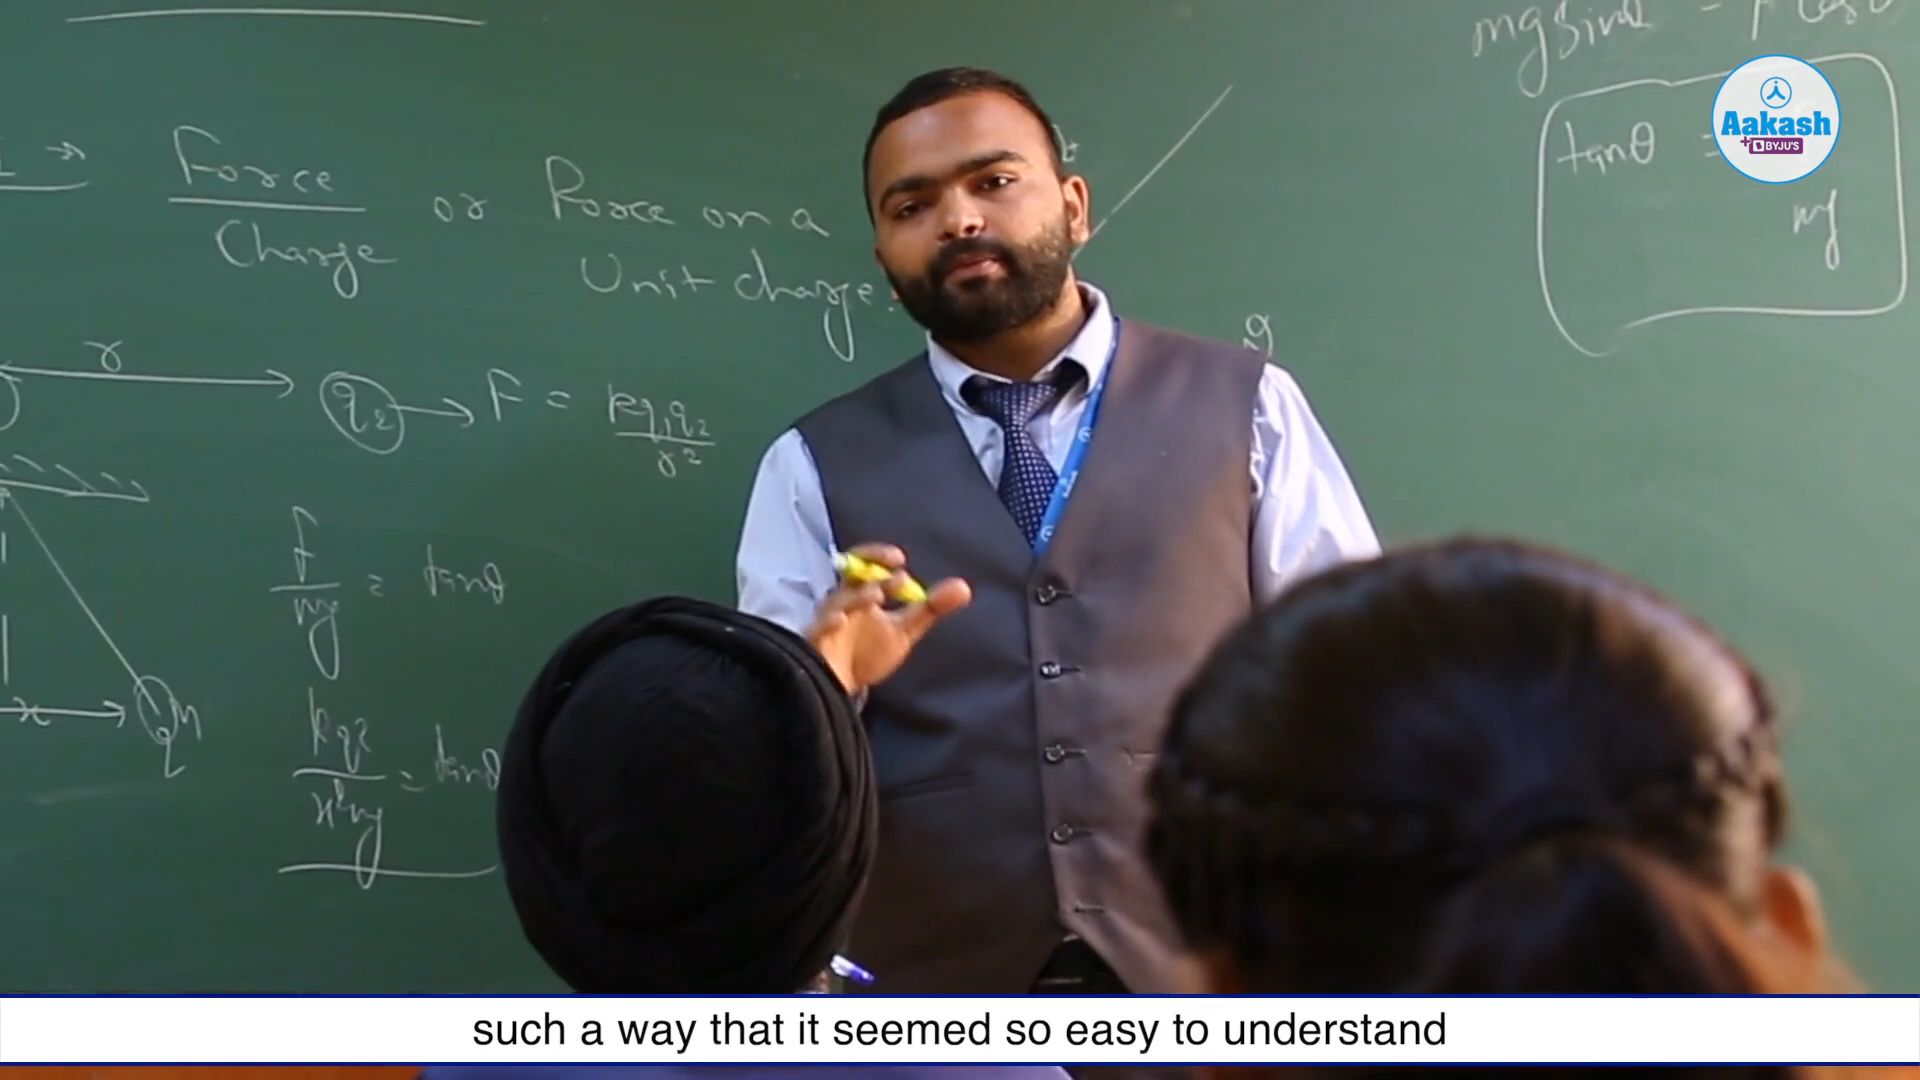 mg sinθ -
tanθ =
mg
Aakash
BYJU'S
Force
Charge
or Force on a
Unit charge.
r
q2 → F = kq1q2
r²
F
mg = tanθ
kq²
x²mg = tanθ
x
q
such a way that it seemed so easy to understand